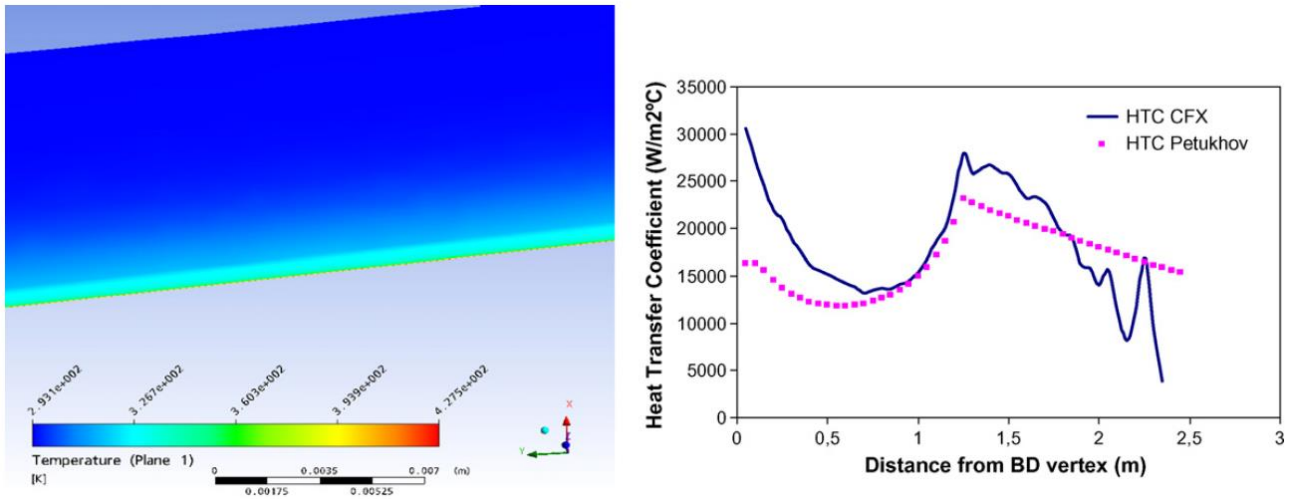 2.931e+002
3.267e+002
3.603e+002
3.939e+002
4.275e+002
Temperature (Plane 1)
[K]
0
0.0035
0.007
(m)
0.00175
0.00525
X
Y
Z
Heat Transfer Coefficient (W/m2ºC)
35000
30000
25000
20000
15000
10000
5000
0
HTC CFX
HTC Petukhov
0
0,5
1
1,5
2
2,5
3
Distance from BD vertex (m)